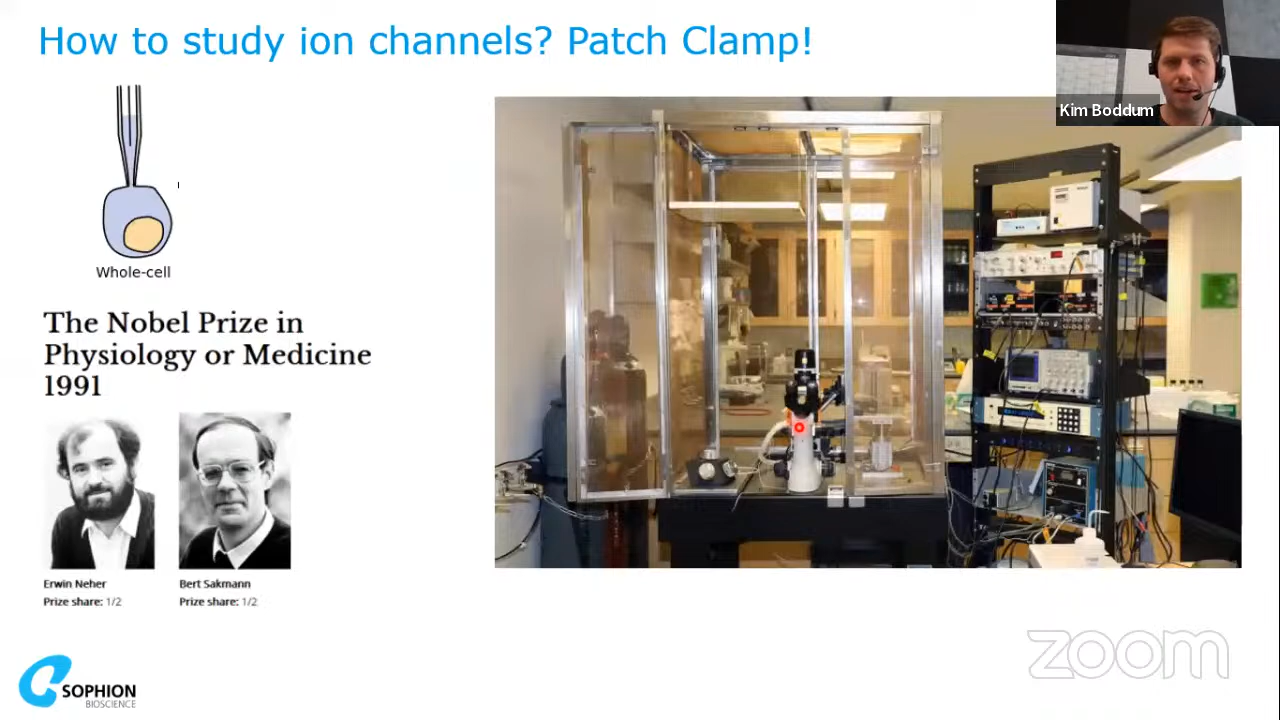 How to study ion channels? Patch Clamp!
Kim Boddum
Whole-cell
The Nobel Prize in
Physiology or Medicine
1991
Erwin Neher
Prize share: 1/2
Bert Sakmann
Prize share: 1/2
SOPHION
BIOSCIENCE
zoom